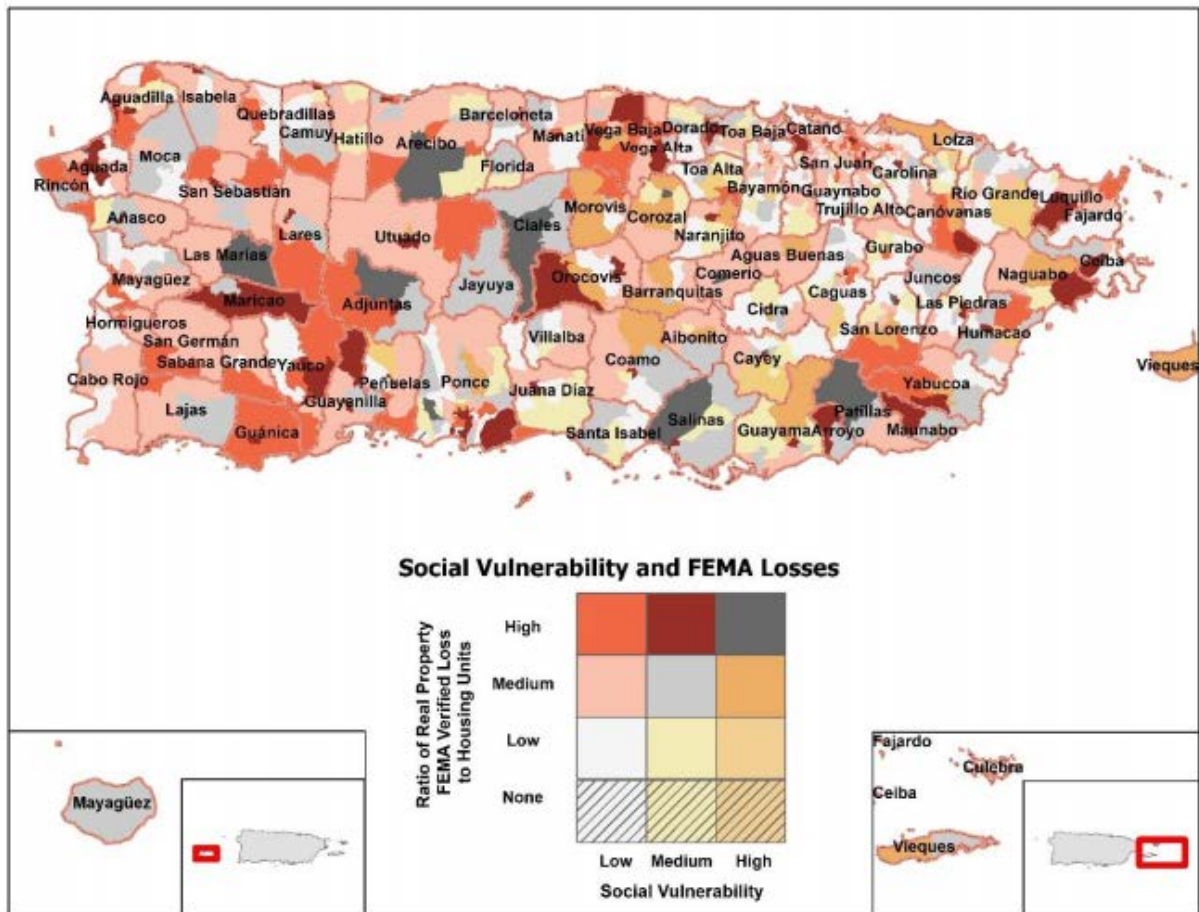 Aguadilla
Isabela
Quebradillas
Camuy
Hatillo
Arecibo
Barceloneta
Manatí
Vega Baja
Dorado
Toa Baja
Cataño
Loíza
Moca
Florida
Vega Alta
Toa Alta
San Juan
Carolina
Aguada
Rincón
San Sebastián
Bayamón
Guaynabo
Río Grande
Luquillo
Añasco
Lares
Utuado
Ciales
Morovis
Corozal
Naranjito
Trujillo Alto
Canóvanas
Fajardo
Las Marías
Mayagüez
Maricao
Adjuntas
Jayuya
Orocovis
Barranquitas
Comerío
Aguas Buenas
Caguas
Gurabo
Juncos
Naguabo
Ceiba
Hormigueros
San Germán
Sabana Grande
Yauco
Villalba
Cidra
Las Piedras
San Lorenzo
Humacao
Vieques
Cabo Rojo
Lajas
Guánica
Guayanilla
Peñuelas
Ponce
Juana Díaz
Coamo
Aibonito
Cayey
Yabucoa
Santa Isabel
Salinas
Guayama
Arroyo
Patillas
Maunabo
Social Vulnerability and FEMA Losses
Ratio of Real Property
FEMA Verified Loss
to Housing Units
High
Medium
Low
None
Low Medium High
Social Vulnerability
Mayagüez
Fajardo
Culebra
Ceiba
Vieques